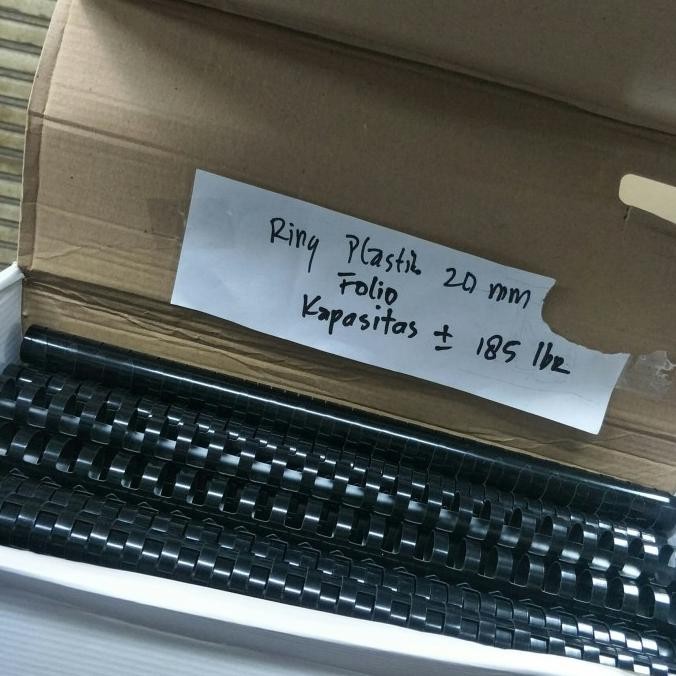 Ring Plastik 20 mm
Folio
Kapasitas ± 185 lbr